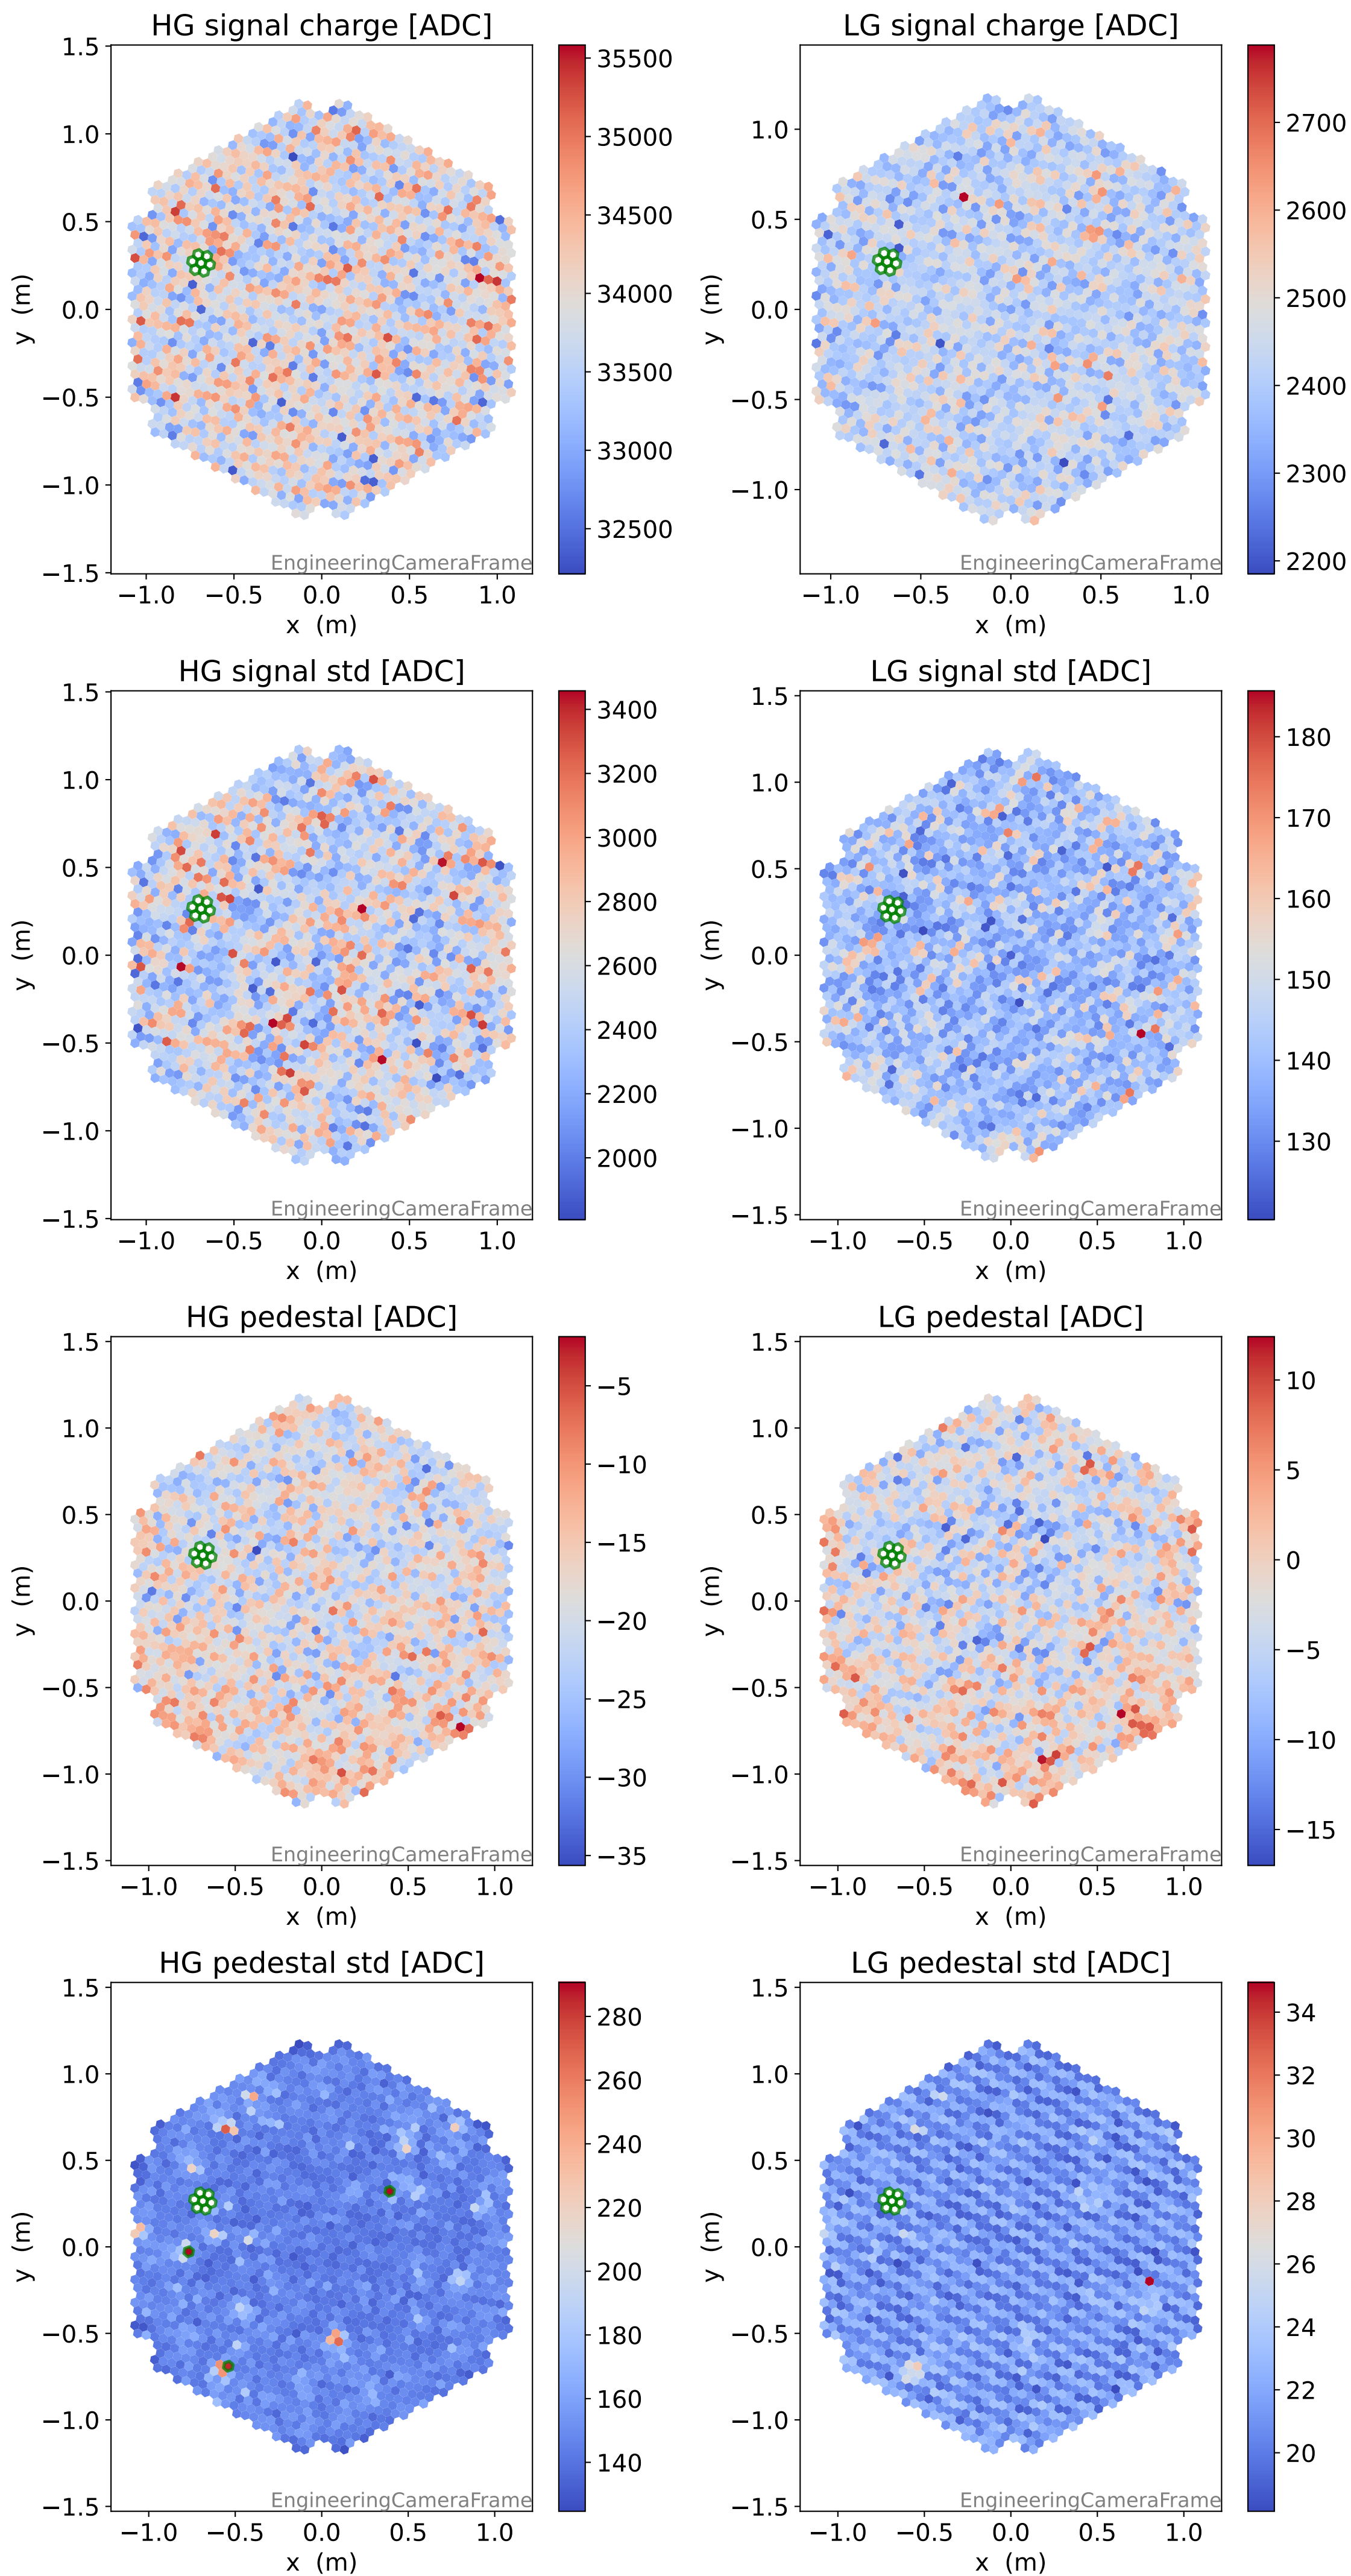 HG signal charge [ADC]
LG signal charge [ADC]
1.5
1.0
0.5
0.0
−0.5
−1.0
−1.5
y (m)
−1.0 −0.5 0.0 0.5 1.0
x (m)
EngineeringCameraFrame
35500
35000
34500
34000
33500
33000
32500
1.0
0.5
0.0
−0.5
−1.0
y (m)
−1.0 −0.5 0.0 0.5 1.0
x (m)
EngineeringCameraFrame
2700
2600
2500
2400
2300
2200
HG signal std [ADC]
LG signal std [ADC]
1.5
1.0
0.5
0.0
−0.5
−1.0
−1.5
y (m)
−1.0 −0.5 0.0 0.5 1.0
x (m)
EngineeringCameraFrame
3400
3200
3000
2800
2600
2400
2200
2000
1.5
1.0
0.5
0.0
−0.5
−1.0
−1.5
y (m)
−1.0 −0.5 0.0 0.5 1.0
x (m)
EngineeringCameraFrame
180
170
160
150
140
130
HG pedestal [ADC]
LG pedestal [ADC]
1.5
1.0
0.5
0.0
−0.5
−1.0
−1.5
y (m)
−1.0 −0.5 0.0 0.5 1.0
x (m)
EngineeringCameraFrame
−5
−10
−15
−20
−25
−30
−35
1.5
1.0
0.5
0.0
−0.5
−1.0
−1.5
y (m)
−1.0 −0.5 0.0 0.5 1.0
x (m)
EngineeringCameraFrame
10
5
0
−5
−10
−15
HG pedestal std [ADC]
LG pedestal std [ADC]
1.5
1.0
0.5
0.0
−0.5
−1.0
−1.5
y (m)
−1.0 −0.5 0.0 0.5 1.0
x (m)
EngineeringCameraFrame
280
260
240
220
200
180
160
140
1.5
1.0
0.5
0.0
−0.5
−1.0
−1.5
y (m)
−1.0 −0.5 0.0 0.5 1.0
x (m)
EngineeringCameraFrame
34
32
30
28
26
24
22
20